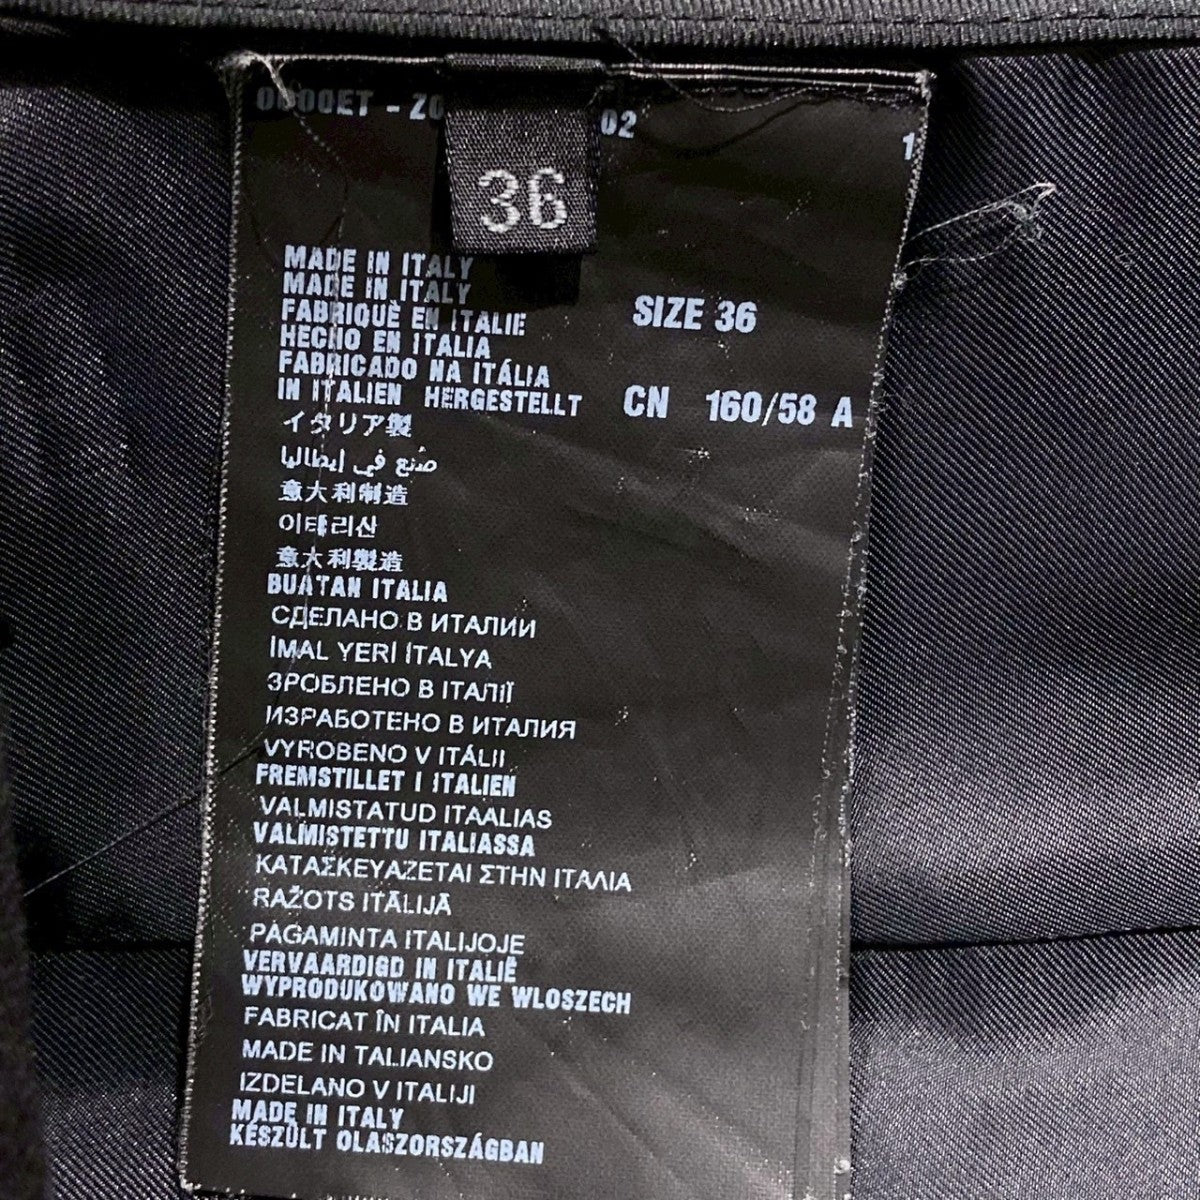 02
1
36
MADE IN ITALY
MADE IN ITALY
FABRIQUÈ EN ITALIE
HECHO EN ITALIA
FABRICADO NA ITÁLIA
IN ITALIEN HERGESTELLT
イタリア製
صُنع في إيطاليا
意大利制造
이태리산
意大利製造
BUATAN ITALIA
СДЕЛАНО В ИТАЛИИ
İMAL YERİ İTALYA
ЗРОБЛЕНО В ІТАЛІЇ
ИЗРАБОТЕНО В ИТАЛИЯ
VYROBENO V ITÁLII
FREMSTILLET I ITALIEN
VALMISTATUD ITAALIAS
VALMISTETTU ITALIASSA
ΚΑΤΑΣΚΕΥΑΖΕΤΑΙ ΣΤΗΝ ΙΤΑΛΙΑ
RAŽOTS ITĀLIJĀ
PAGAMINTA ITALIJOJE
VERVAARDIGD IN ITALIË
WYPRODUKOWANO WE WLOSZECH
FABRICAT ÎN ITALIA
MADE IN TALIANSKO
IZDELANO V ITALIJI
MADE IN ITALY
KÉSZÜLT OLASZORSZÁGBAN
SIZE 36
CN 160/58 A